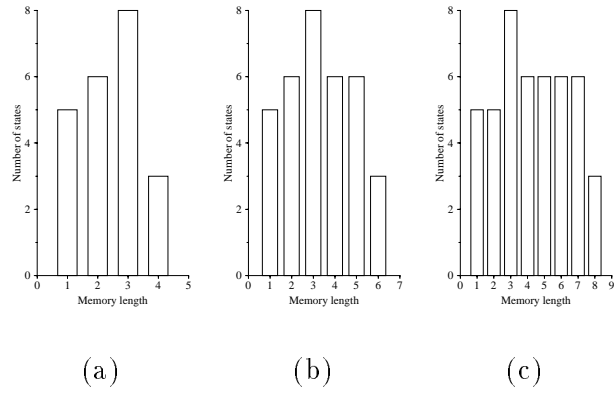 Number of states
8
6
4
2
0
0 1 2 3 4 5
Memory length
(a)
Number of states
8
6
4
2
0
0 1 2 3 4 5 6 7
Memory length
(b)
Number of states
8
6
4
2
0
0 1 2 3 4 5 6 7 8 9
Memory length
(c)